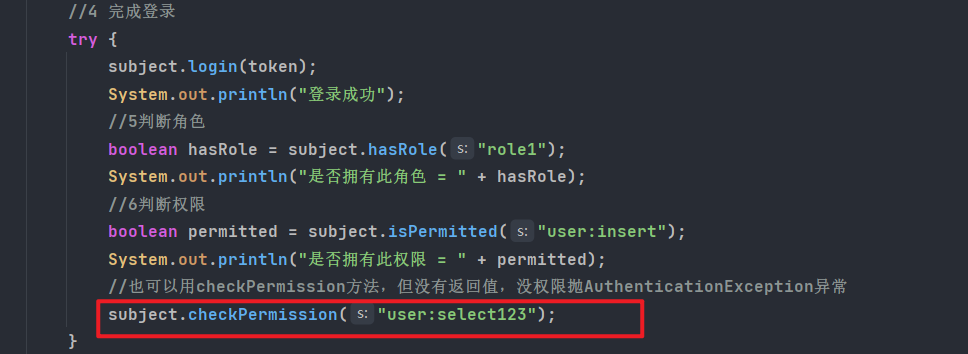 //4 完成登录
try {
subject.login(token);
System.out.println("登录成功");
//5判断角色
boolean hasRole = subject.hasRole( s: "role1");
System.out.println("是否拥有此角色 = " + hasRole);
//6判断权限
boolean permitted = subject.isPermitted( s: "user:insert");
System.out.println("是否拥有此权限 = " + permitted);
//也可以用checkPermission方法，但没有返回值，没权限抛AuthenticationException异常
subject.checkPermission( s: "user:select123");
}